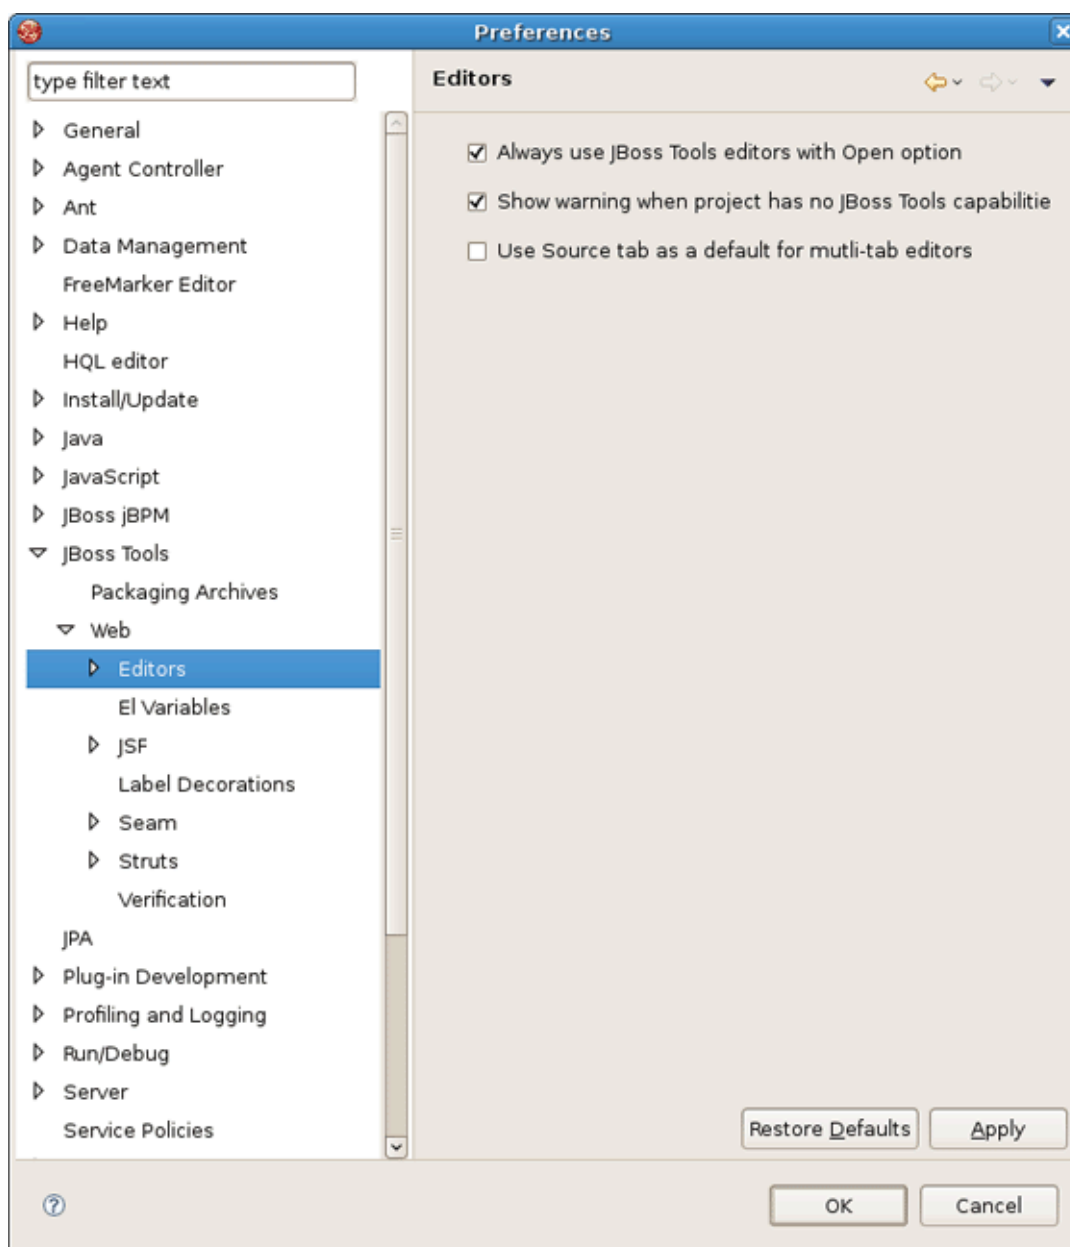 Preferences
type filter text
General
Agent Controller
Ant
Data Management
FreeMarker Editor
Help
HQL editor
Install/Update
Java
JavaScript
JBoss jBPM
JBoss Tools
Packaging Archives
Web
Editors
El Variables
JSF
Label Decorations
Seam
Struts
Verification
JPA
Plug-in Development
Profiling and Logging
Run/Debug
Server
Service Policies
Editors
Always use JBoss Tools editors with Open option
Show warning when project has no JBoss Tools capabilitie
Use Source tab as a default for mutli-tab editors
Restore Defaults
Apply
OK
Cancel